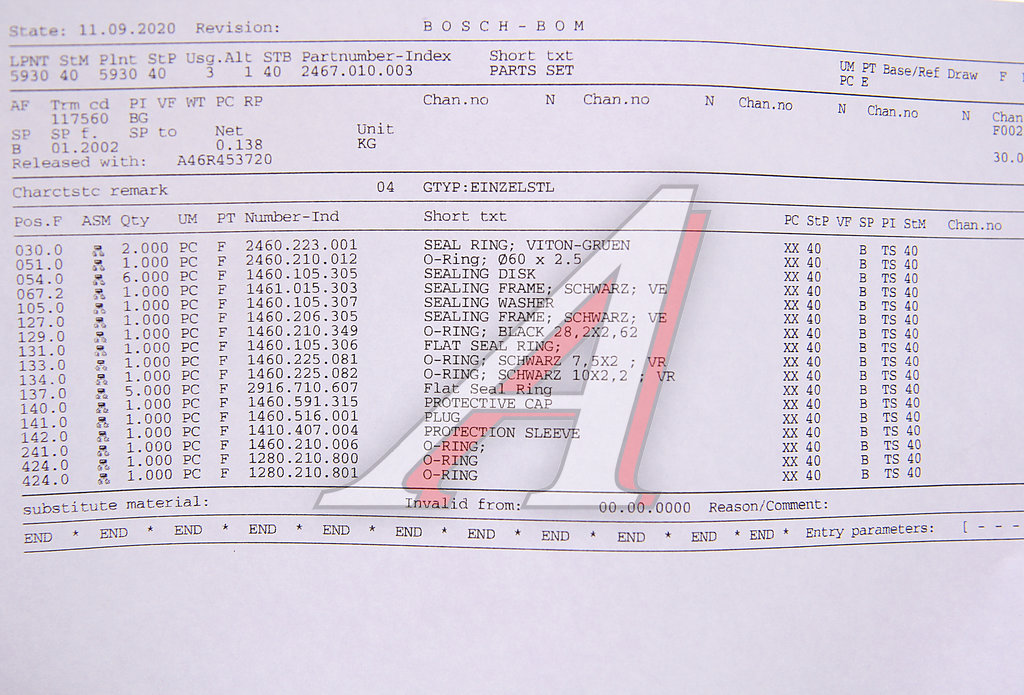 State: 11.09.2020 Revision: BOSCH-BOM
LPNT StM Plnt StP Usg.Alt STB Partnumber-Index Short txt UM PT Base/Ref Draw F
5930 40 5930 40 3 1 40 2467.010.003 PARTS SET PC E
AF Trm cd PI VF WT PC RP Chan.no N Chan.no N Chan.no N Chan.no N Chan
117560 BG F002
SP SP f. SP to Net Unit
B 01.2002 0.138 KG 30.0
Released with: A46R453720
Charctstc remark 04 GTYP:EINZELSTL
Pos.F ASM Qty UM PT Number-Ind Short txt PC StP VF SP PI StM Chan.no
030.0 2.000 PC F 2460.223.001 SEAL RING; VITON-GRUEN XX 40 B TS 40
051.0 1.000 PC F 2460.210.012 O-Ring; Ø60 x 2.5 XX 40 B TS 40
054.0 6.000 PC F 1460.105.305 SEALING DISK XX 40 B TS 40
067.2 1.000 PC F 1461.015.303 SEALING FRAME; SCHWARZ; VE XX 40 B TS 40
105.0 1.000 PC F 1460.105.307 SEALING WASHER XX 40 B TS 40
127.0 1.000 PC F 1460.206.305 SEALING FRAME; SCHWARZ; VE XX 40 B TS 40
129.0 1.000 PC F 1460.210.349 O-RING; BLACK 28,2X2,62 XX 40 B TS 40
131.0 1.000 PC F 1460.105.306 FLAT SEAL RING; XX 40 B TS 40
133.0 1.000 PC F 1460.225.081 O-RING; SCHWARZ 7,5X2 ; VR XX 40 B TS 40
134.0 1.000 PC F 1460.225.082 O-RING; SCHWARZ 10X2,2 ; VR XX 40 B TS 40
137.0 5.000 PC F 2916.710.607 Flat Seal Ring XX 40 B TS 40
140.0 1.000 PC F 1460.591.315 PROTECTIVE CAP XX 40 B TS 40
141.0 1.000 PC F 1460.516.001 PLUG XX 40 B TS 40
142.0 1.000 PC F 1410.407.004 PROTECTION SLEEVE XX 40 B TS 40
241.0 1.000 PC F 1460.210.006 O-RING; XX 40 B TS 40
424.0 1.000 PC F 1280.210.800 O-RING XX 40 B TS 40
424.0 1.000 PC F 1280.210.801 O-RING XX 40 B TS 40
substitute material: Invalid from: 00.00.0000 Reason/Comment:
END * END * END * END * END * END * END * END * END * END * END * Entry parameters: [ - - -